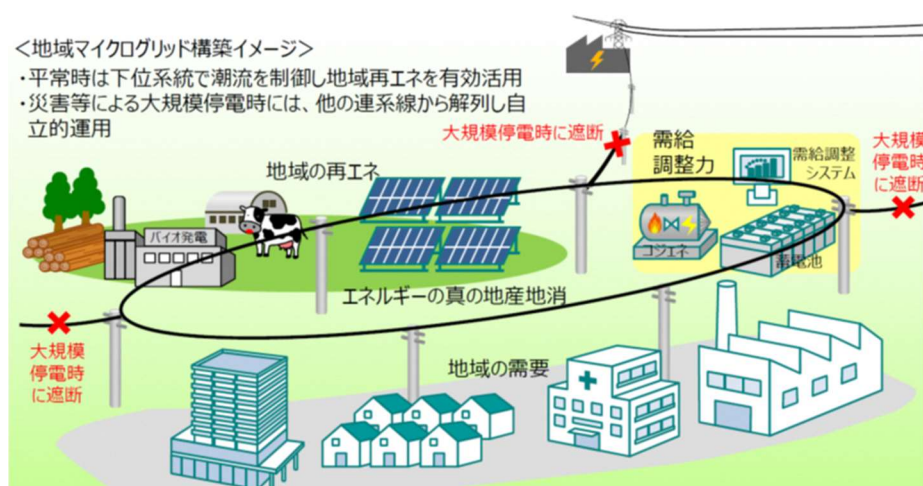 ＜地域マイクログリッド構築イメージ＞
・平常時は下位系統で潮流を制御し地域再エネを有効活用
・災害等による大規模停電時には、他の連系線から解列し自
立的運用
大規模停電時に遮断
需給
調整力
需給調整
システム
大規模
停電時
に遮断
地域の再エネ
バイオ発電
コジェネ
蓄電池
エネルギーの真の地産地消
大規模
停電時
に遮断
地域の需要